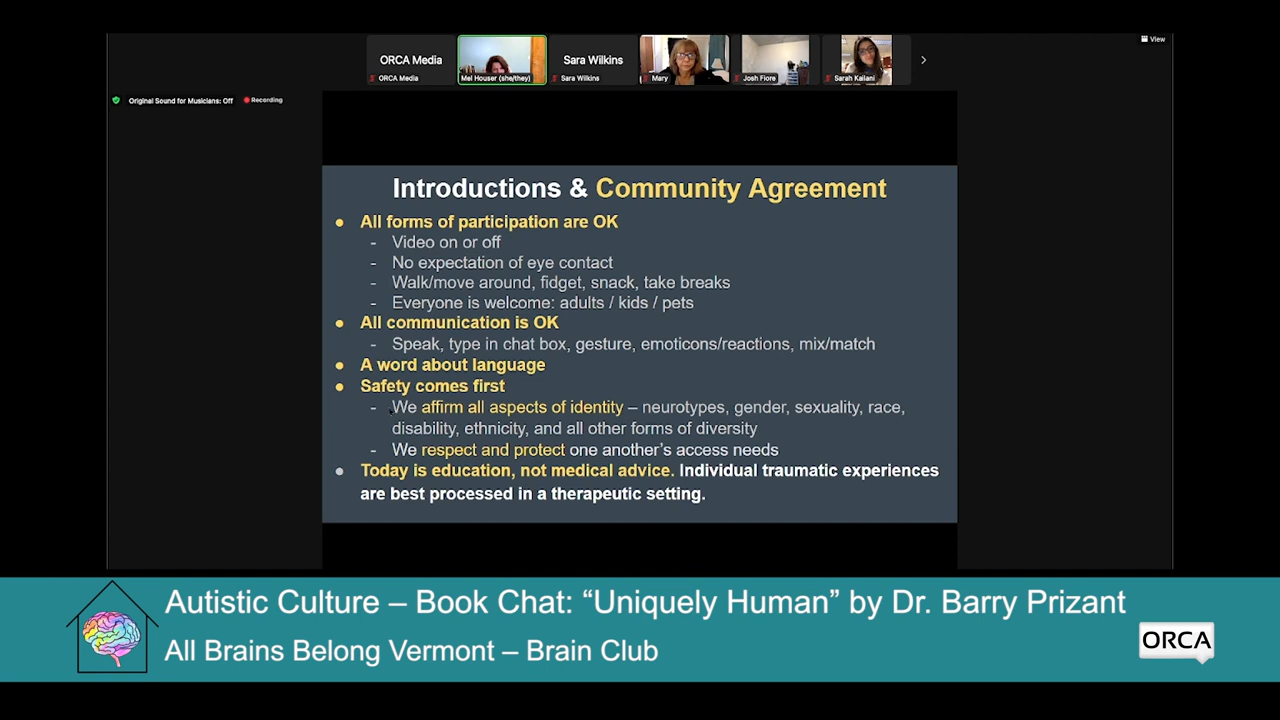 View
ORCA Media
Sara Wilkins
ORCA Media
Mel Houser (she/they)
Sara Wilkins
Mary
Josh Fiore
Sarah Kailani
Original Sound for Musicians: Off
Recording
Introductions & Community Agreement
● All forms of participation are OK
- Video on or off
- No expectation of eye contact
- Walk/move around, fidget, snack, take breaks
- Everyone is welcome: adults / kids / pets
● All communication is OK
- Speak, type in chat box, gesture, emoticons/reactions, mix/match
● A word about language
● Safety comes first
- We affirm all aspects of identity – neurotypes, gender, sexuality, race,
disability, ethnicity, and all other forms of diversity
- We respect and protect one another's access needs
● Today is education, not medical advice. Individual traumatic experiences
are best processed in a therapeutic setting.
Autistic Culture – Book Chat: “Uniquely Human” by Dr. Barry Prizant
All Brains Belong Vermont – Brain Club
ORCA